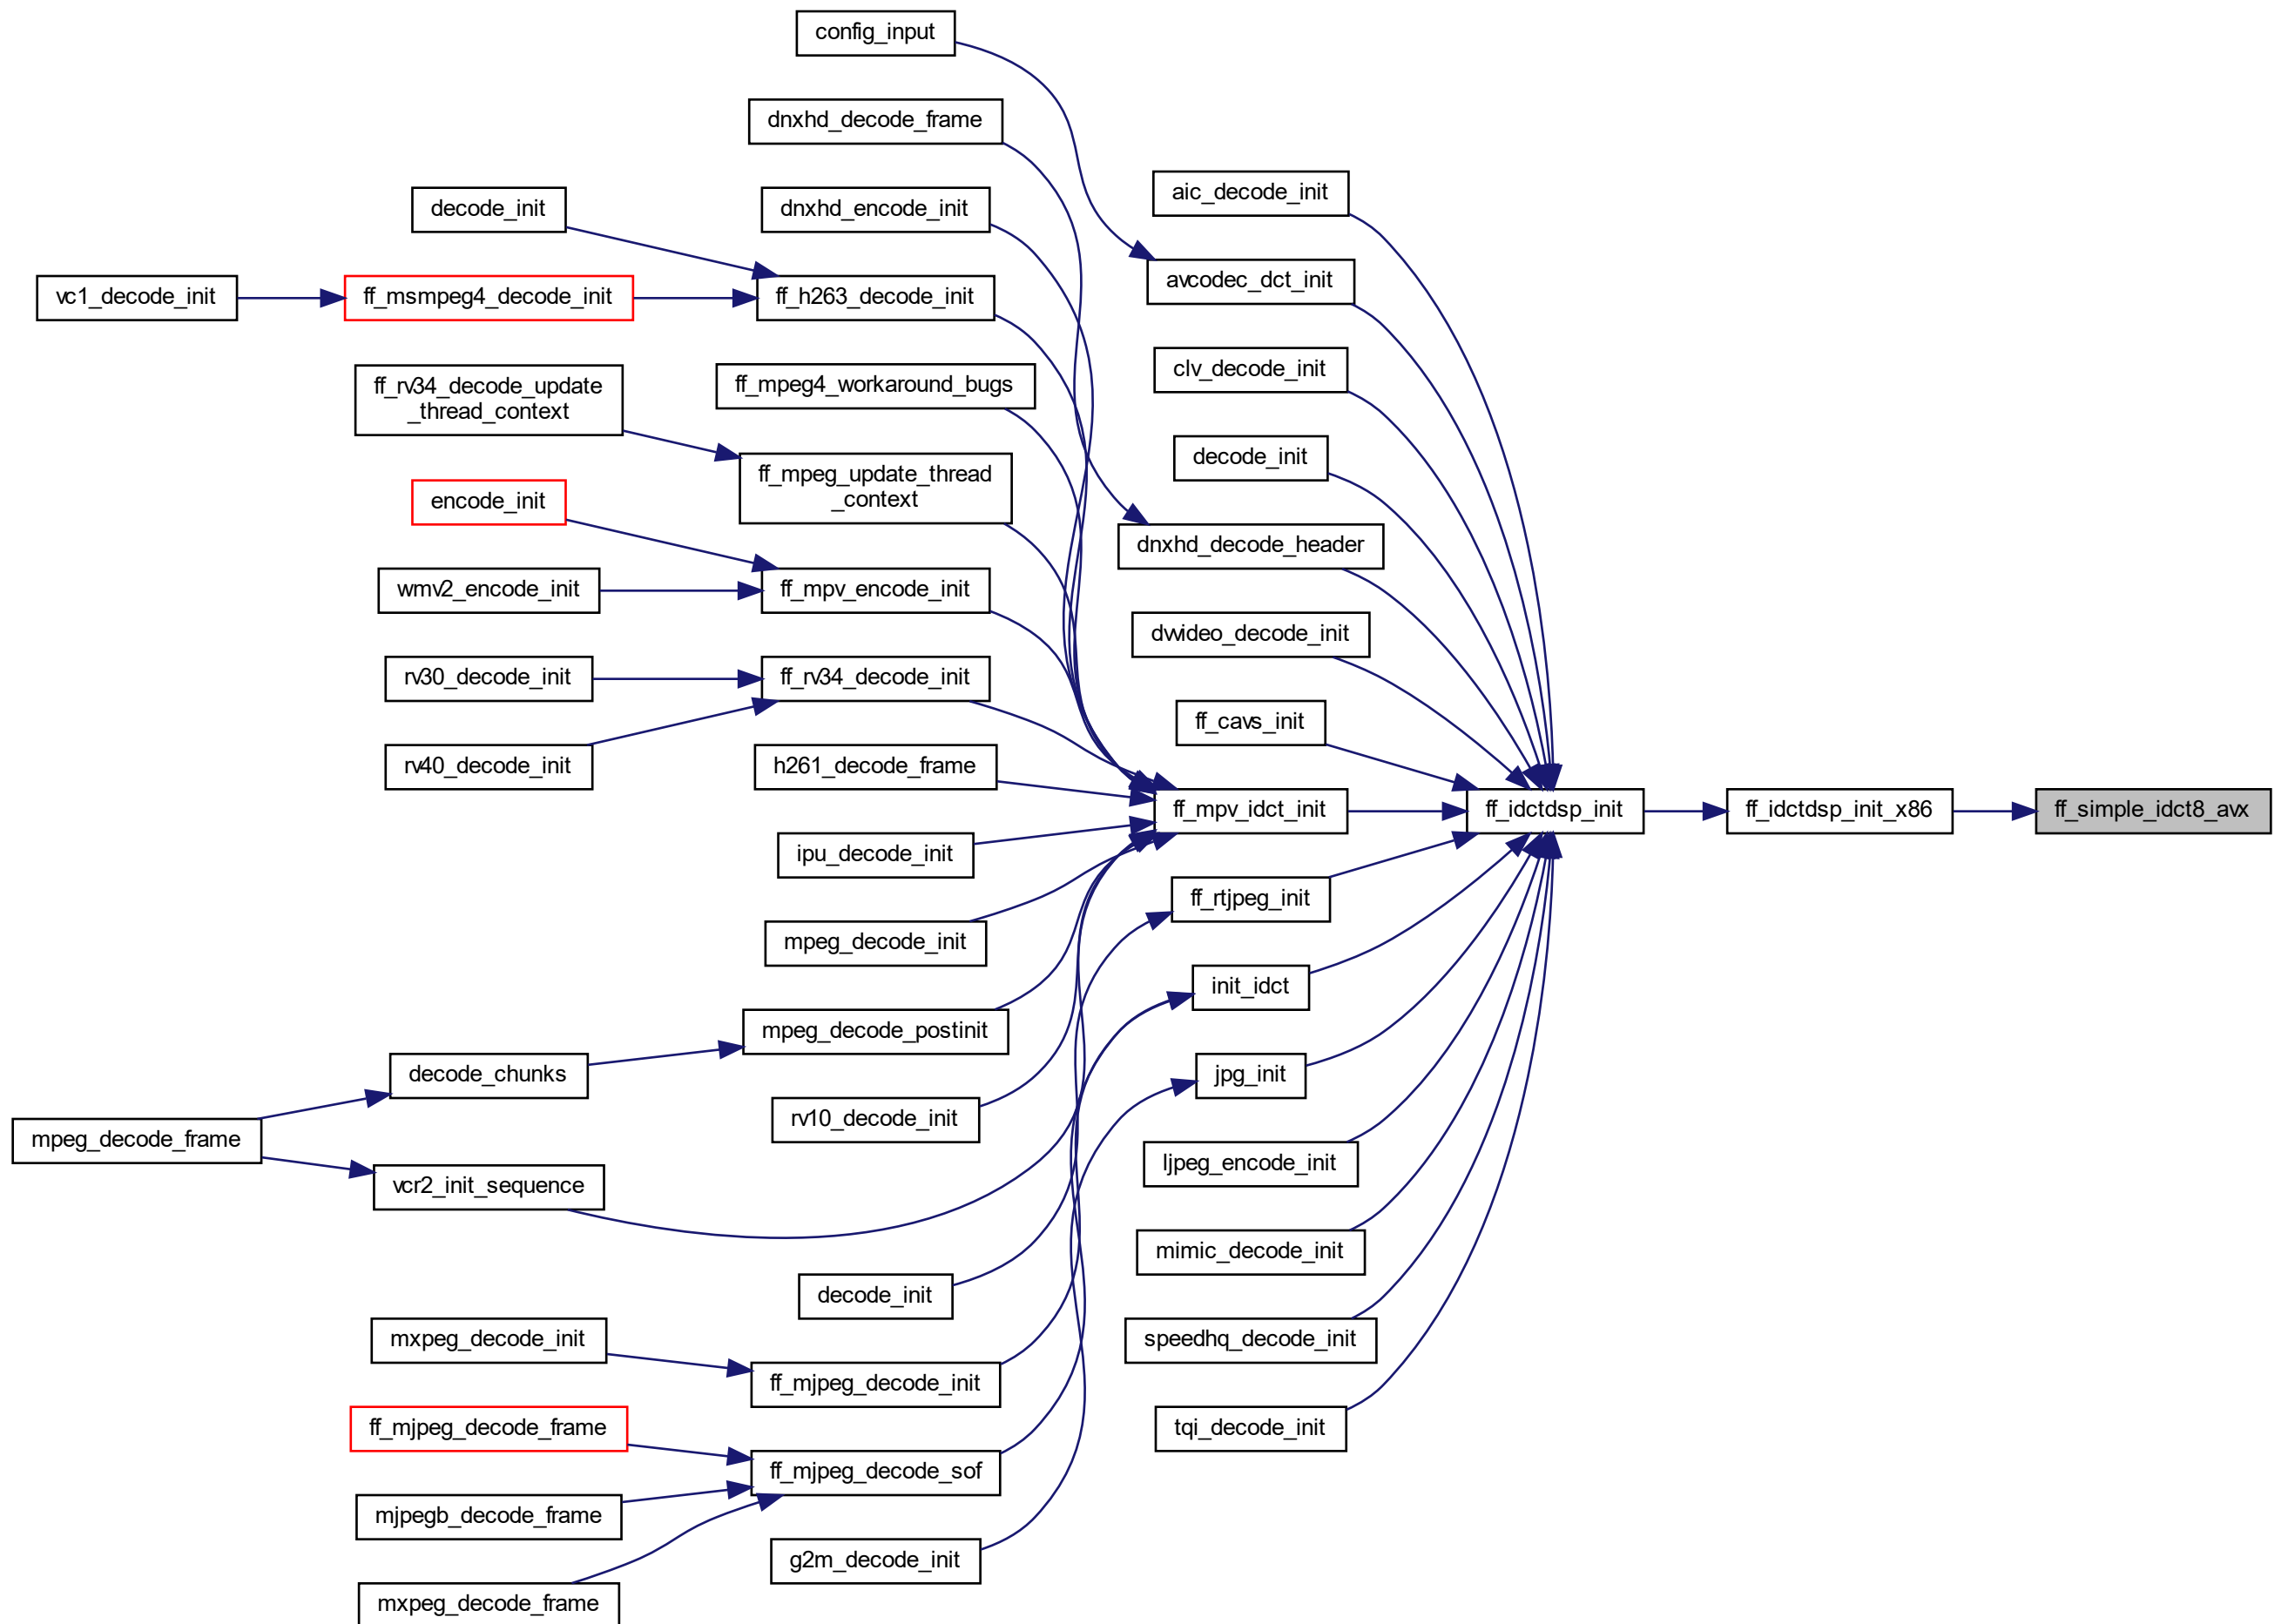 config_input
dnxhd_decode_frame
aic_decode_init
decode_init
dnxhd_encode_init
avcodec_dct_init
vc1_decode_init
ff_msmpeg4_decode_init
ff_h263_decode_init
clv_decode_init
ff_rv34_decode_update
_thread_context
ff_mpeg4_workaround_bugs
decode_init
ff_mpeg_update_thread
_context
encode_init
dnxhd_decode_header
wmv2_encode_init
ff_mpv_encode_init
dvvideo_decode_init
rv30_decode_init
ff_rv34_decode_init
ff_cavs_init
rv40_decode_init
h261_decode_frame
ff_mpv_idct_init
ff_idctdsp_init
ff_idctdsp_init_x86
ff_simple_idct8_avx
ipu_decode_init
ff_rtjpeg_init
mpeg_decode_init
init_idct
mpeg_decode_postinit
decode_chunks
jpg_init
rv10_decode_init
mpeg_decode_frame
ljpeg_encode_init
vcr2_init_sequence
mimic_decode_init
decode_init
mxpeg_decode_init
speedhq_decode_init
ff_mjpeg_decode_init
ff_mjpeg_decode_frame
tqi_decode_init
ff_mjpeg_decode_sof
mjpegb_decode_frame
g2m_decode_init
mxpeg_decode_frame